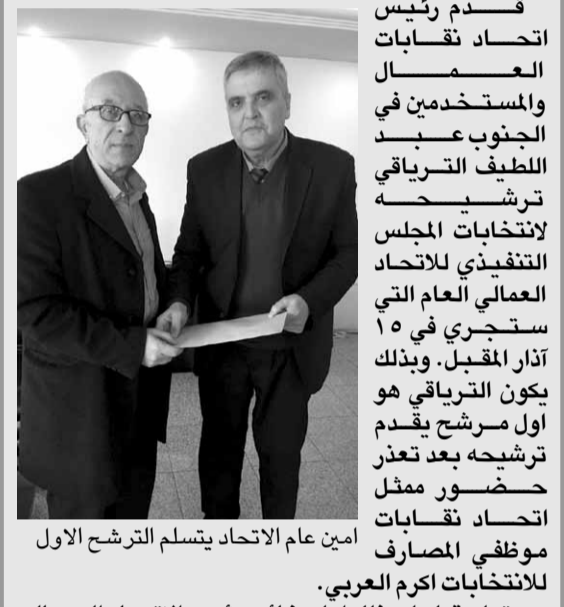 قدم رئيس
اتحاد نقابات
العمال
والمستخدمين في
الجنوب عبد
اللطيف الترياقي
ترشيحه
لانتخابات المجلس
التنفيذي للاتحاد
العمالي العام التي
ستجري في ١٥
آذار المقبل. وبذلك
يكون الترياقي هو
اول مرشح يقدم
ترشيحه بعد تعذر
حضور ممثل
اتحاد نقابات
موظفي المصارف
للانتخابات اكرم العربي.
امين عام الاتحاد يتسلم الترشح الاول